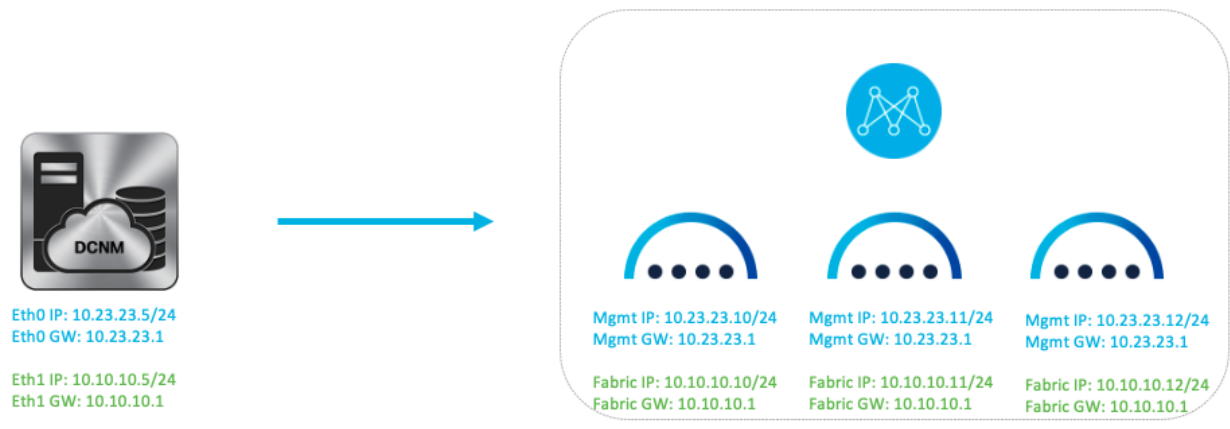 DCNM
Eth0 IP: 10.23.23.5/24
Eth0 GW: 10.23.23.1
Eth1 IP: 10.10.10.5/24
Eth1 GW: 10.10.10.1
Mgmt IP: 10.23.23.10/24
Mgmt GW: 10.23.23.1
Fabric IP: 10.10.10.10/24
Fabric GW: 10.10.10.1
Mgmt IP: 10.23.23.11/24
Mgmt GW: 10.23.23.1
Fabric IP: 10.10.10.11/24
Fabric GW: 10.10.10.1
Mgmt IP: 10.23.23.12/24
Mgmt GW: 10.23.23.1
Fabric IP: 10.10.10.12/24
Fabric GW: 10.10.10.1